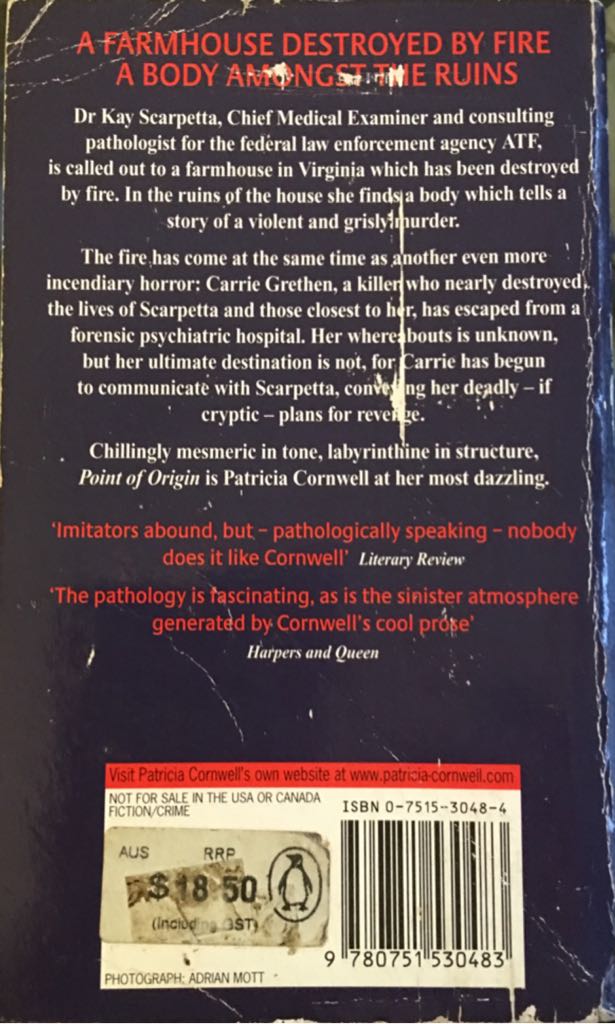 A FARMHOUSE DESTROYED BY FIRE
A BODY AMONGST THE RUINS
Dr Kay Scarpetta, Chief Medical Examiner and consulting
pathologist for the federal law enforcement agency ATF,
is called out to a farmhouse in Virginia which has been destroyed
by fire. In the ruins of the house she finds a body which tells a
story of a violent and grisly murder.
The fire has come at the same time as another even more
incendiary horror: Carrie Grethen, a killer who nearly destroyed
the lives of Scarpetta and those closest to her, has escaped from a
forensic psychiatric hospital. Her whereabouts is unknown,
but her ultimate destination is not, for Carrie has begun
to communicate with Scarpetta, conveying her deadly – if
cryptic – plans for revenge.
Chillingly mesmeric in tone, labyrinthine in structure,
Point of Origin is Patricia Cornwell at her most dazzling.
'Imitators abound, but – pathologically speaking – nobody
does it like Cornwell' Literary Review
'The pathology is fascinating, as is the sinister atmosphere
generated by Cornwell's cool prose'
Harpers and Queen
Visit Patricia Cornwell's own website at www.patricia-cornwell.com
NOT FOR SALE IN THE USA OR CANADA
FICTION/CRIME
ISBN 0-7515-3048-4
AUS RRP
$18.50
(Including GST)
9 780751 530483
PHOTOGRAPH: ADRIAN MOTT